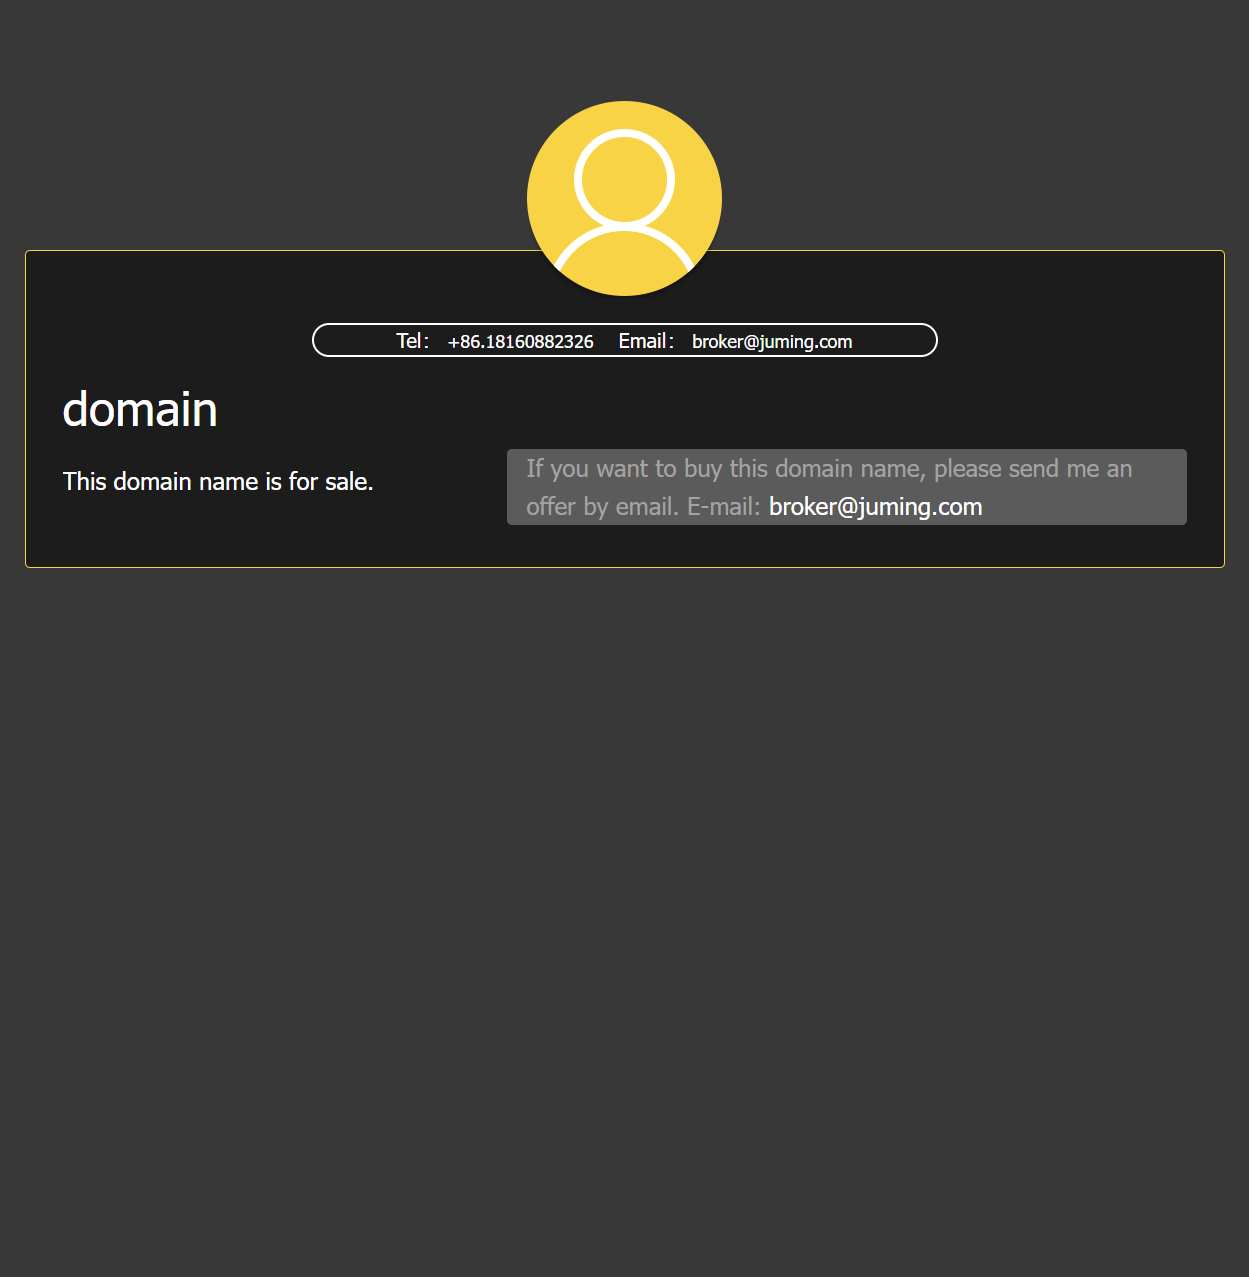 Tel： +86.18160882326 Email： broker@juming.com
domain
This domain name is for sale.
If you want to buy this domain name, please send me an
offer by email. E-mail: broker@juming.com